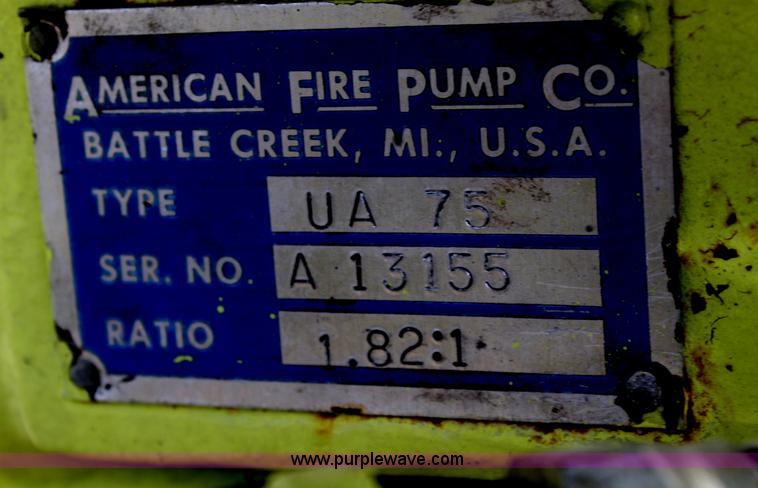 AMERICAN FIRE PUMP CO.
BATTLE CREEK, MI., U.S.A.
TYPE UA 75
SER. NO. A 13155
RATIO 1.82:1
www.purplewave.com